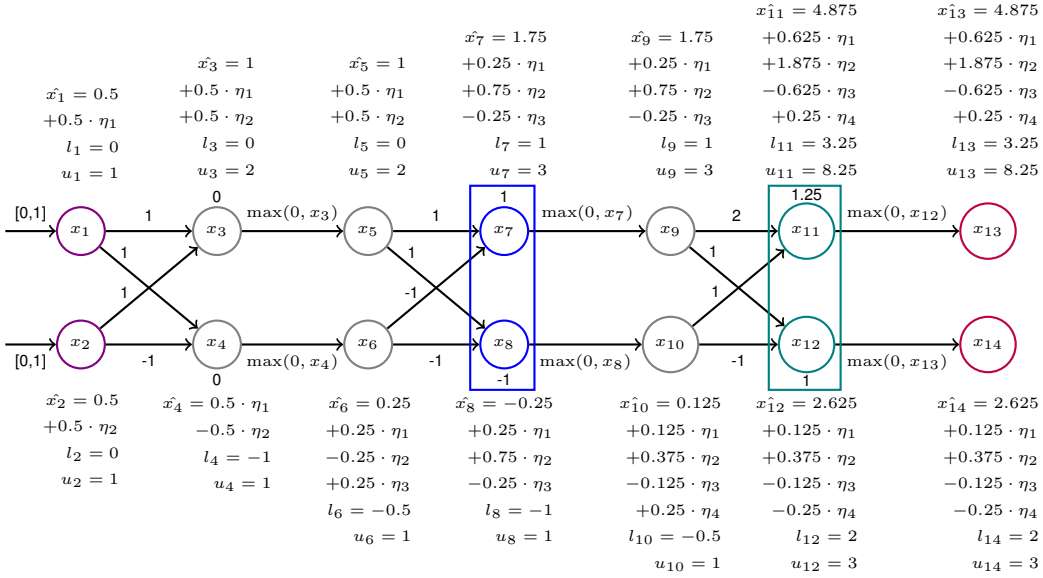 x̂₁ = 0.5
+0.5 · η₁
l₁ = 0
u₁ = 1
x̂₃ = 1
+0.5 · η₁
+0.5 · η₂
l₃ = 0
u₃ = 2
x̂₅ = 1
+0.5 · η₁
+0.5 · η₂
l₅ = 0
u₅ = 2
x̂₇ = 1.75
+0.25 · η₁
+0.75 · η₂
−0.25 · η₃
l₇ = 1
u₇ = 3
x̂₉ = 1.75
+0.25 · η₁
+0.75 · η₂
−0.25 · η₃
l₉ = 1
u₉ = 3
x̂₁₁ = 4.875
+0.625 · η₁
+1.875 · η₂
−0.625 · η₃
+0.25 · η₄
l₁₁ = 3.25
u₁₁ = 8.25
x̂₁₃ = 4.875
+0.625 · η₁
+1.875 · η₂
−0.625 · η₃
+0.25 · η₄
l₁₃ = 3.25
u₁₃ = 8.25
0
1
1.25
[0,1]
1
max(0, x₃)
1
max(0, x₇)
2
max(0, x₁₂)
x₁
x₃
x₅
x₇
x₉
x₁₁
x₁₃
1
1
1
1
-1
1
x₂
x₄
x₆
x₈
x₁₀
x₁₂
x₁₄
[0,1]
-1
max(0, x₄)
-1
max(0, x₈)
-1
max(0, x₁₃)
0
-1
1
x̂₂ = 0.5
+0.5 · η₂
l₂ = 0
u₂ = 1
x̂₄ = 0.5 · η₁
−0.5 · η₂
l₄ = −1
u₄ = 1
x̂₆ = 0.25
+0.25 · η₁
−0.25 · η₂
+0.25 · η₃
l₆ = −0.5
u₆ = 1
x̂₈ = −0.25
+0.25 · η₁
+0.75 · η₂
−0.25 · η₃
l₈ = −1
u₈ = 1
x̂₁₀ = 0.125
+0.125 · η₁
+0.375 · η₂
−0.125 · η₃
+0.25 · η₄
l₁₀ = −0.5
u₁₀ = 1
x̂₁₂ = 2.625
+0.125 · η₁
+0.375 · η₂
−0.125 · η₃
−0.25 · η₄
l₁₂ = 2
u₁₂ = 3
x̂₁₄ = 2.625
+0.125 · η₁
+0.375 · η₂
−0.125 · η₃
−0.25 · η₄
l₁₄ = 2
u₁₄ = 3